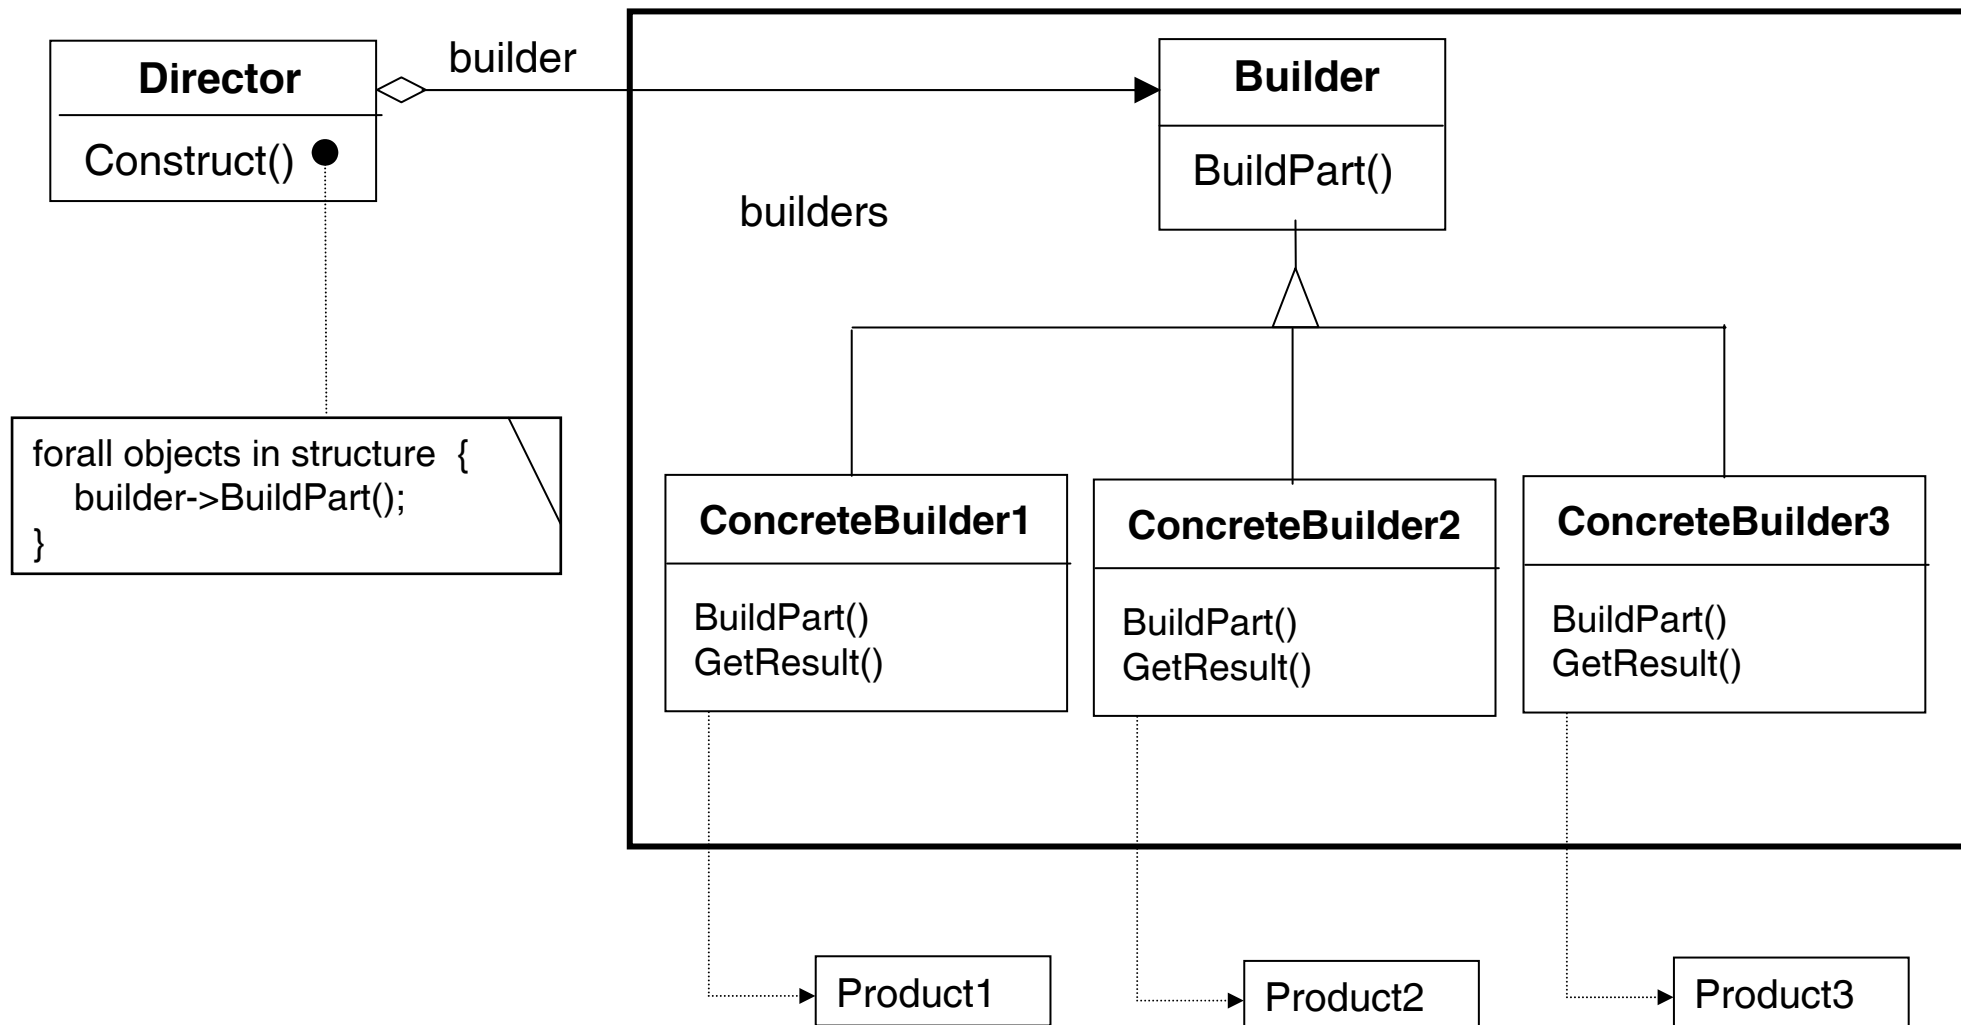 builder
Director
Construct()
Builder
BuildPart()
builders
forall objects in structure {
builder->BuildPart();
}
ConcreteBuilder1
BuildPart()
GetResult()
ConcreteBuilder2
BuildPart()
GetResult()
ConcreteBuilder3
BuildPart()
GetResult()
Product1
Product2
Product3